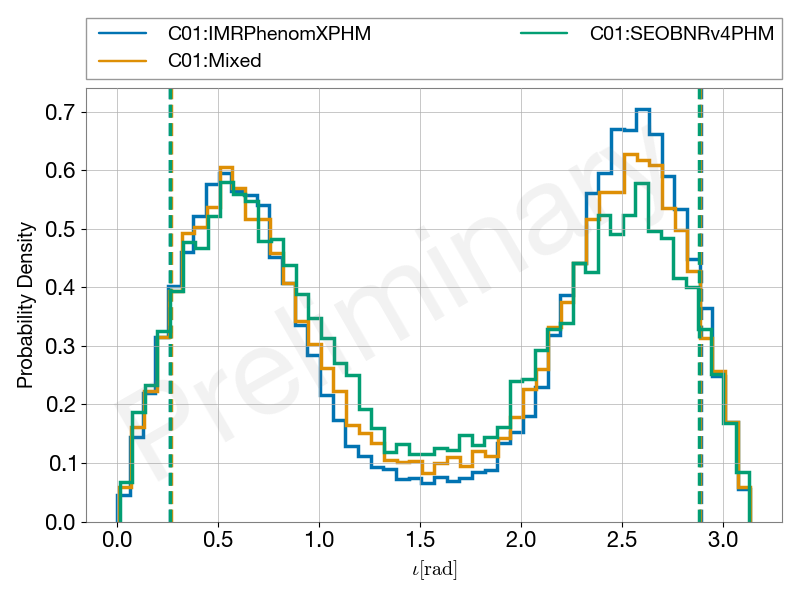 C01:IMRPhenomXPHM
C01:SEOBNRv4PHM
C01:Mixed
Preliminary
Probability Density
0.7
0.6
0.5
0.4
0.3
0.2
0.1
0.0
0.0 0.5 1.0 1.5 2.0 2.5 3.0
ι[rad]